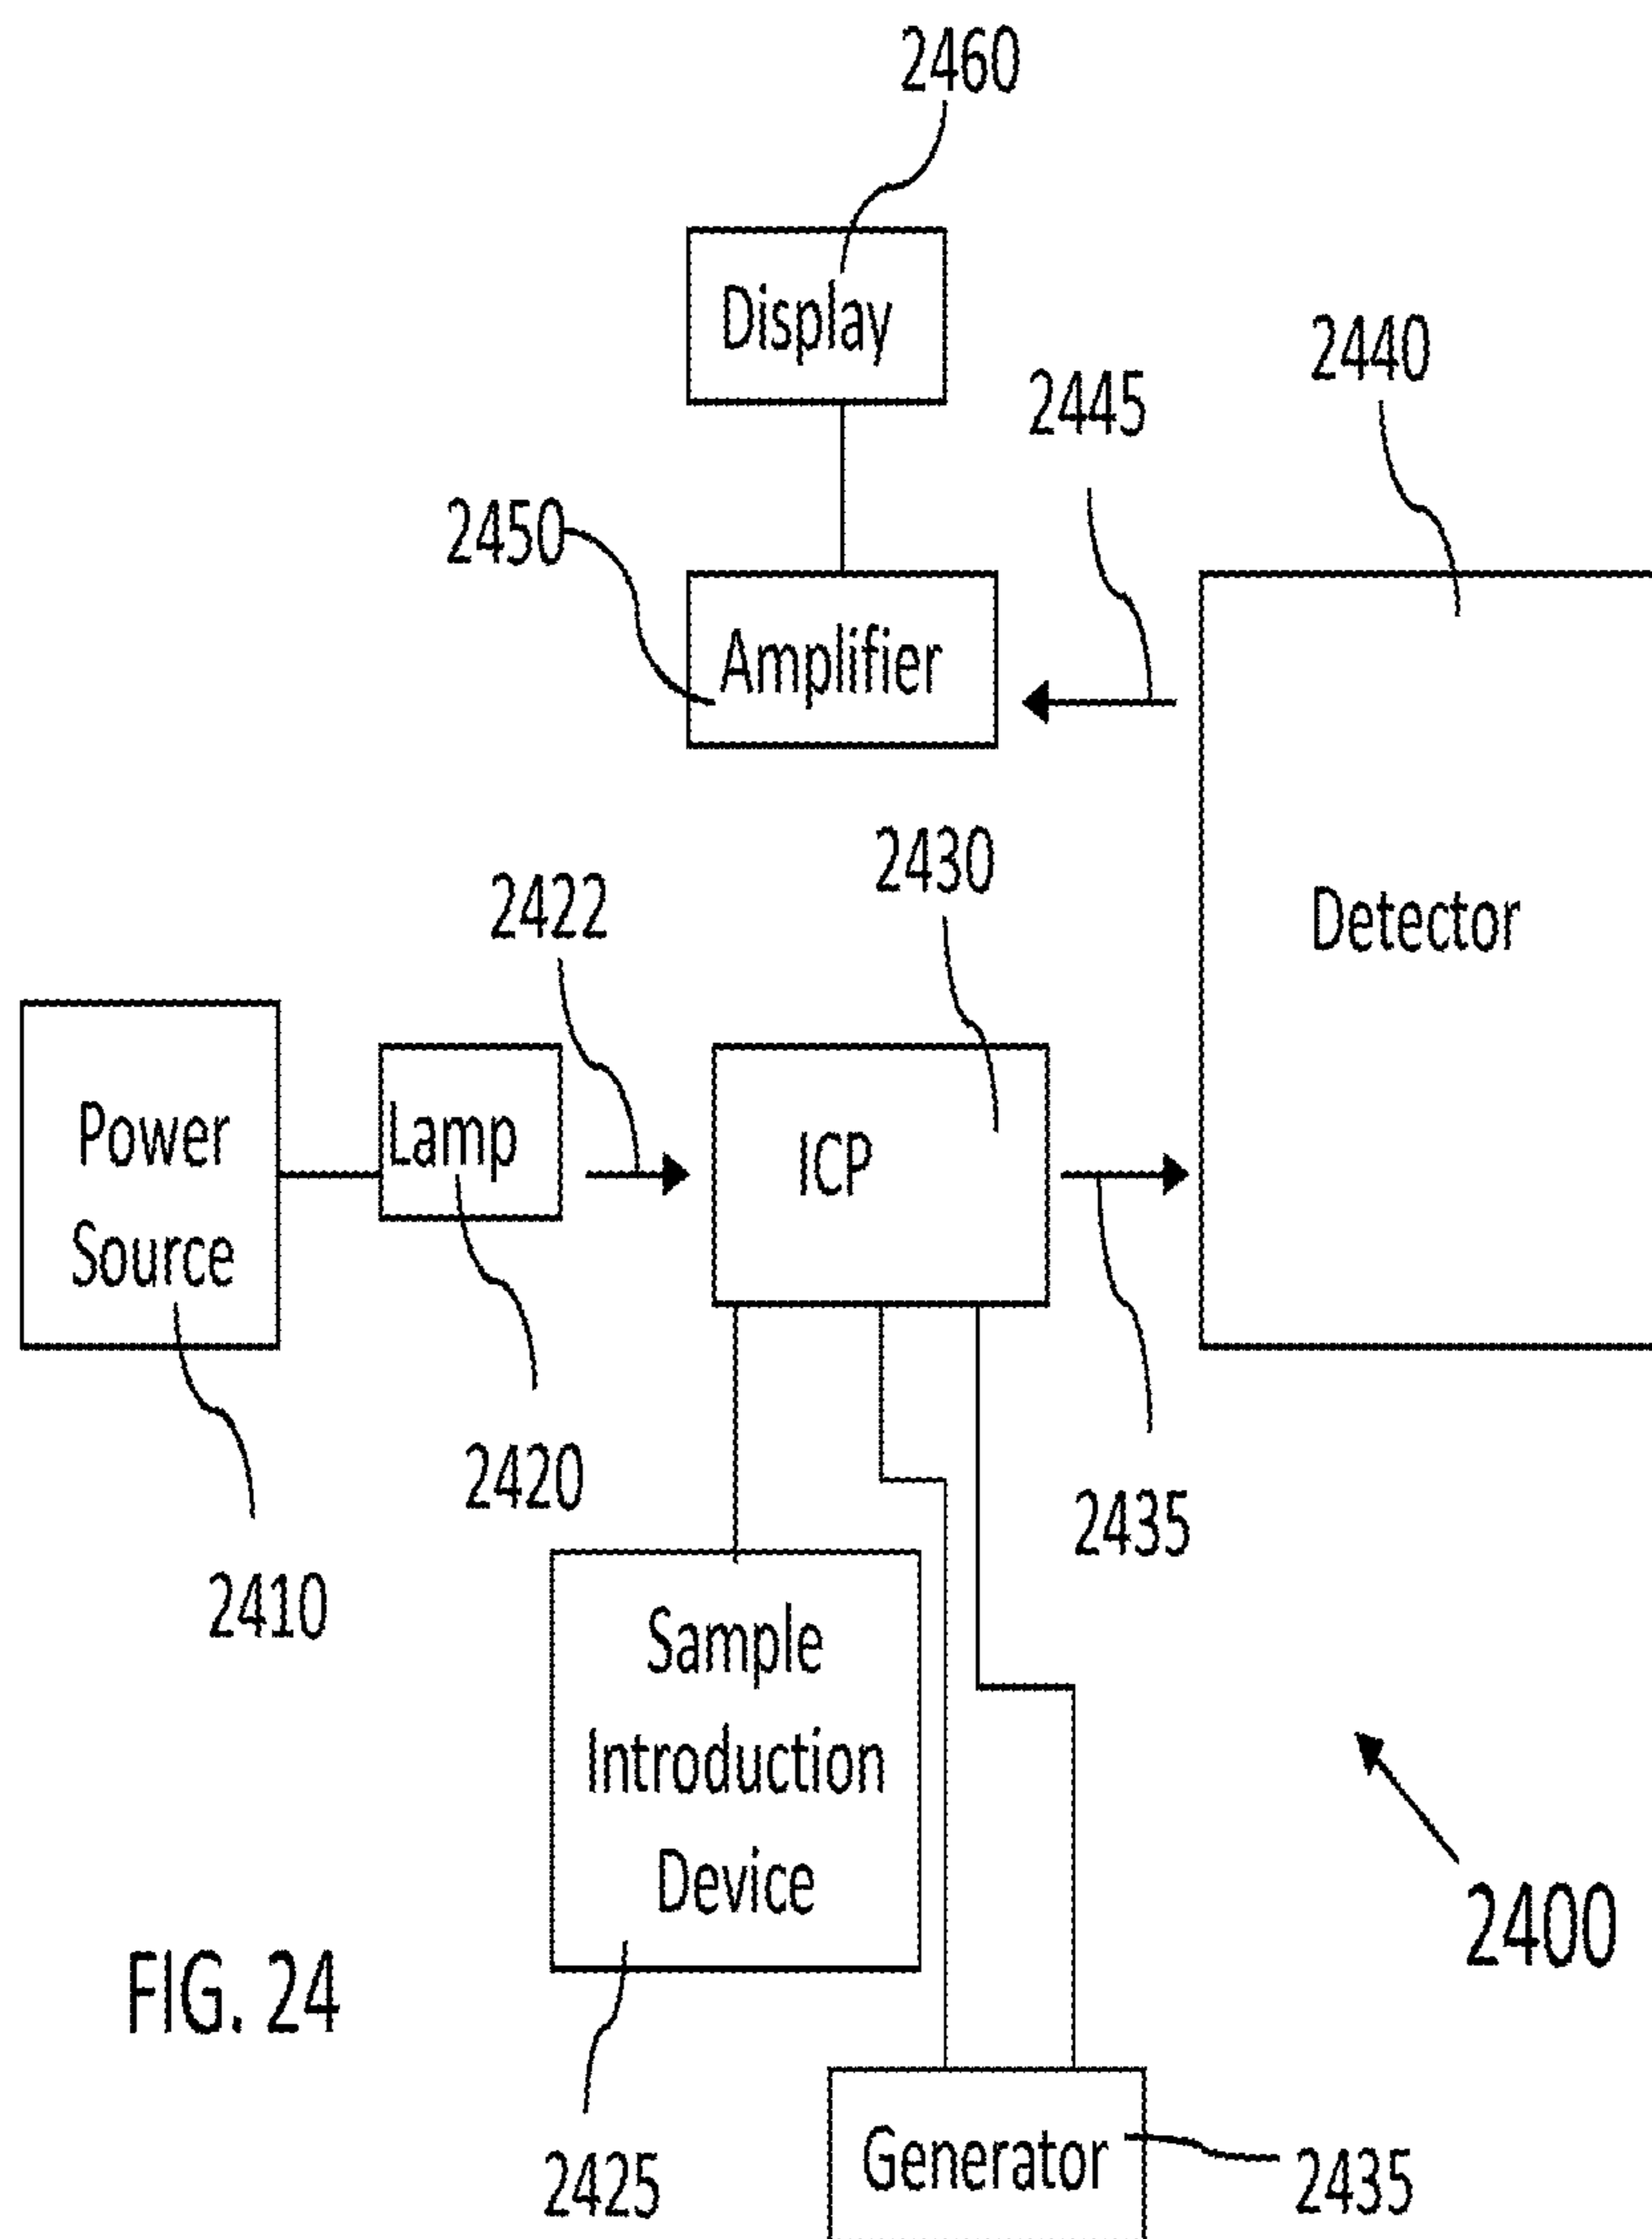 2460
Display
2445
2440
2450
Amplifier
2430
2422
Detector
Power
Source
Lamp
ICP
2420
2435
2410
Sample
Introduction
Device
2400
FIG. 24
2425
Generator
2435